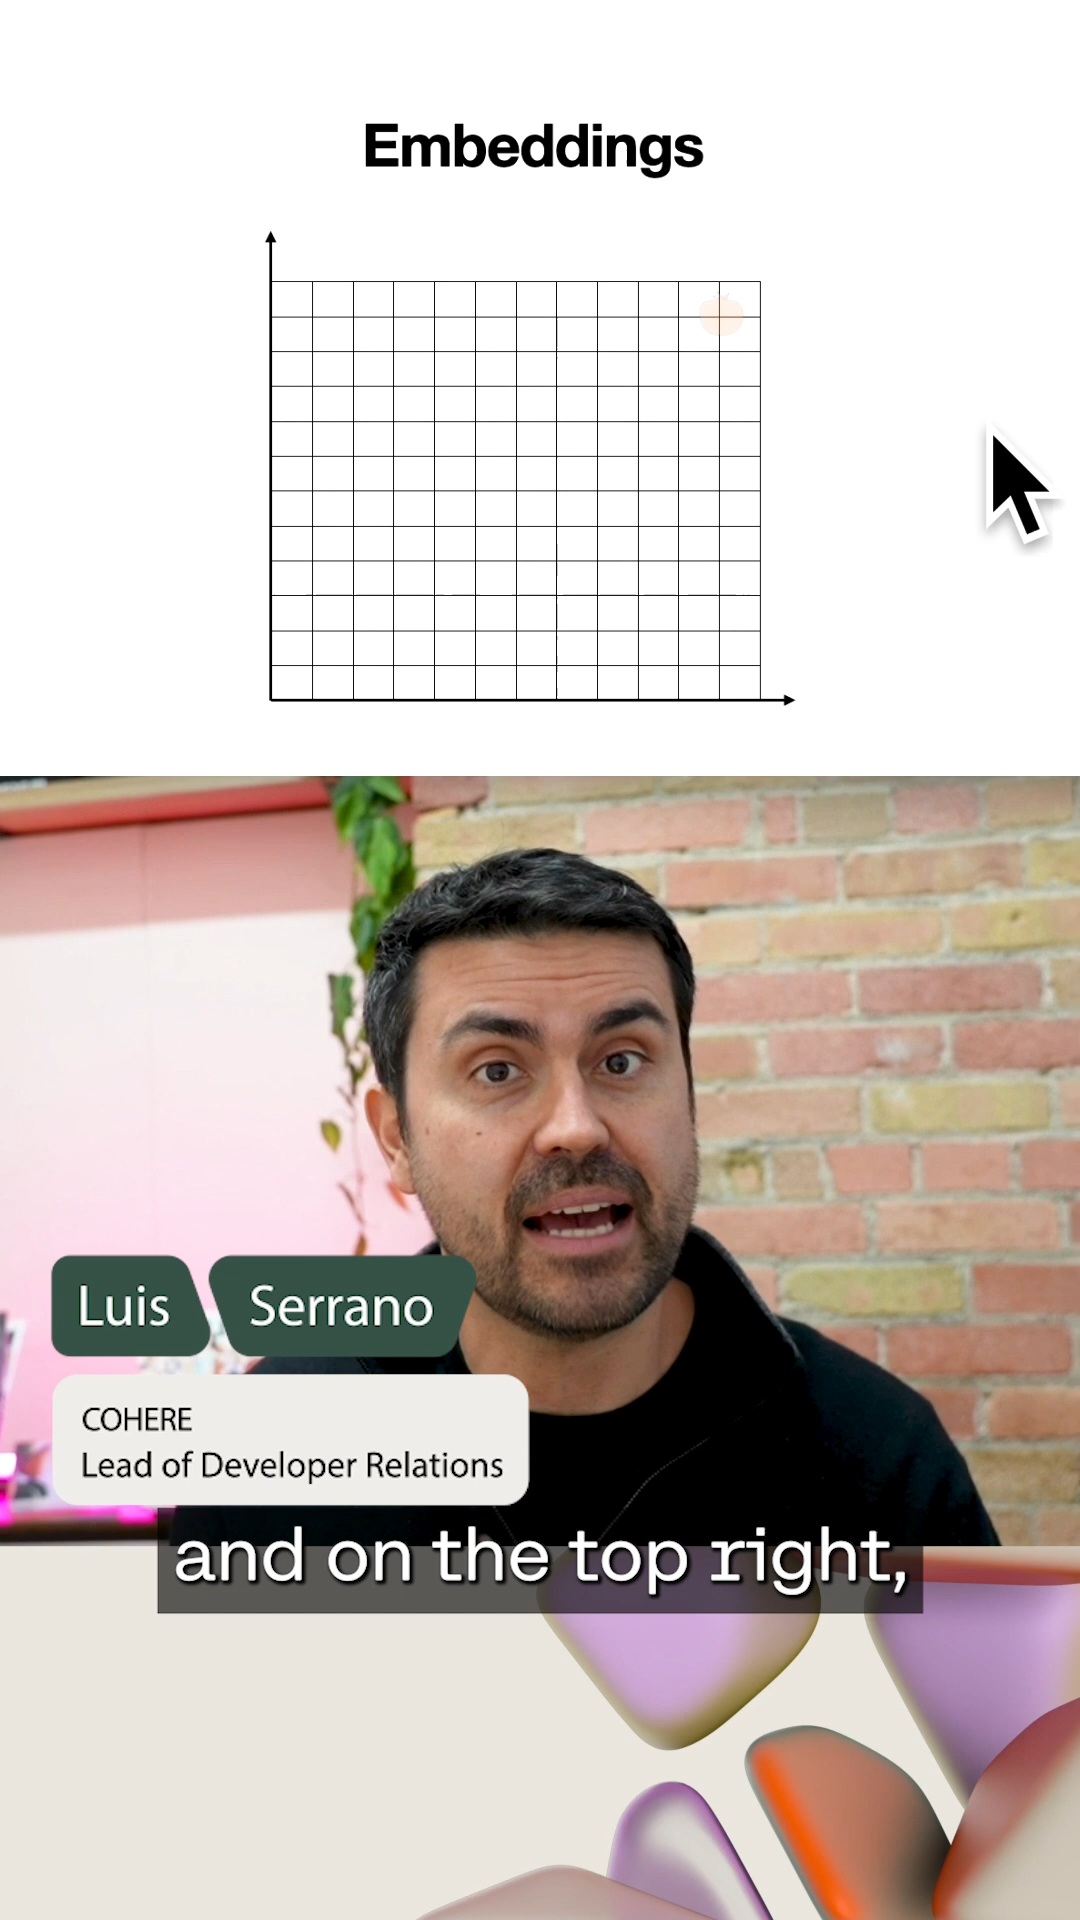 Embeddings
Luis Serrano
COHERE
Lead of Developer Relations
and on the top right,